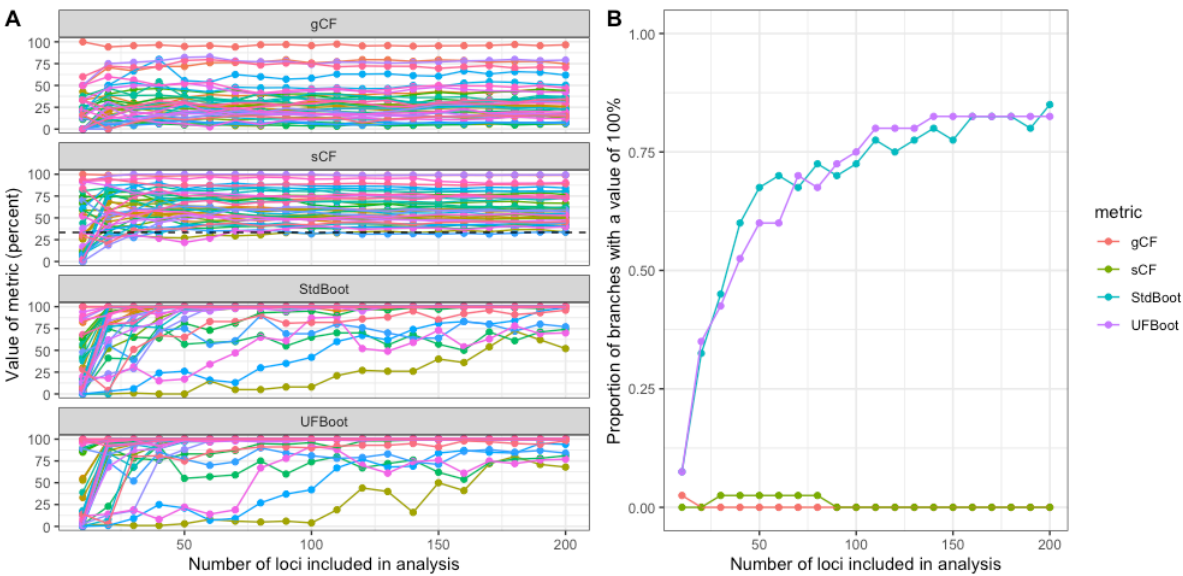 A
gCF
100
75
50
25
0
sCF
100
75
50
25
0
StdBoot
100
75
50
25
0
UFBoot
100
75
50
25
0
50
100
150
200
Value of metric (percent)
Number of loci included in analysis
B
1.00
0.75
0.50
0.25
0.00
50
100
150
200
Proportion of branches with a value of 100%
Number of loci included in analysis
metric
gCF
sCF
StdBoot
UFBoot